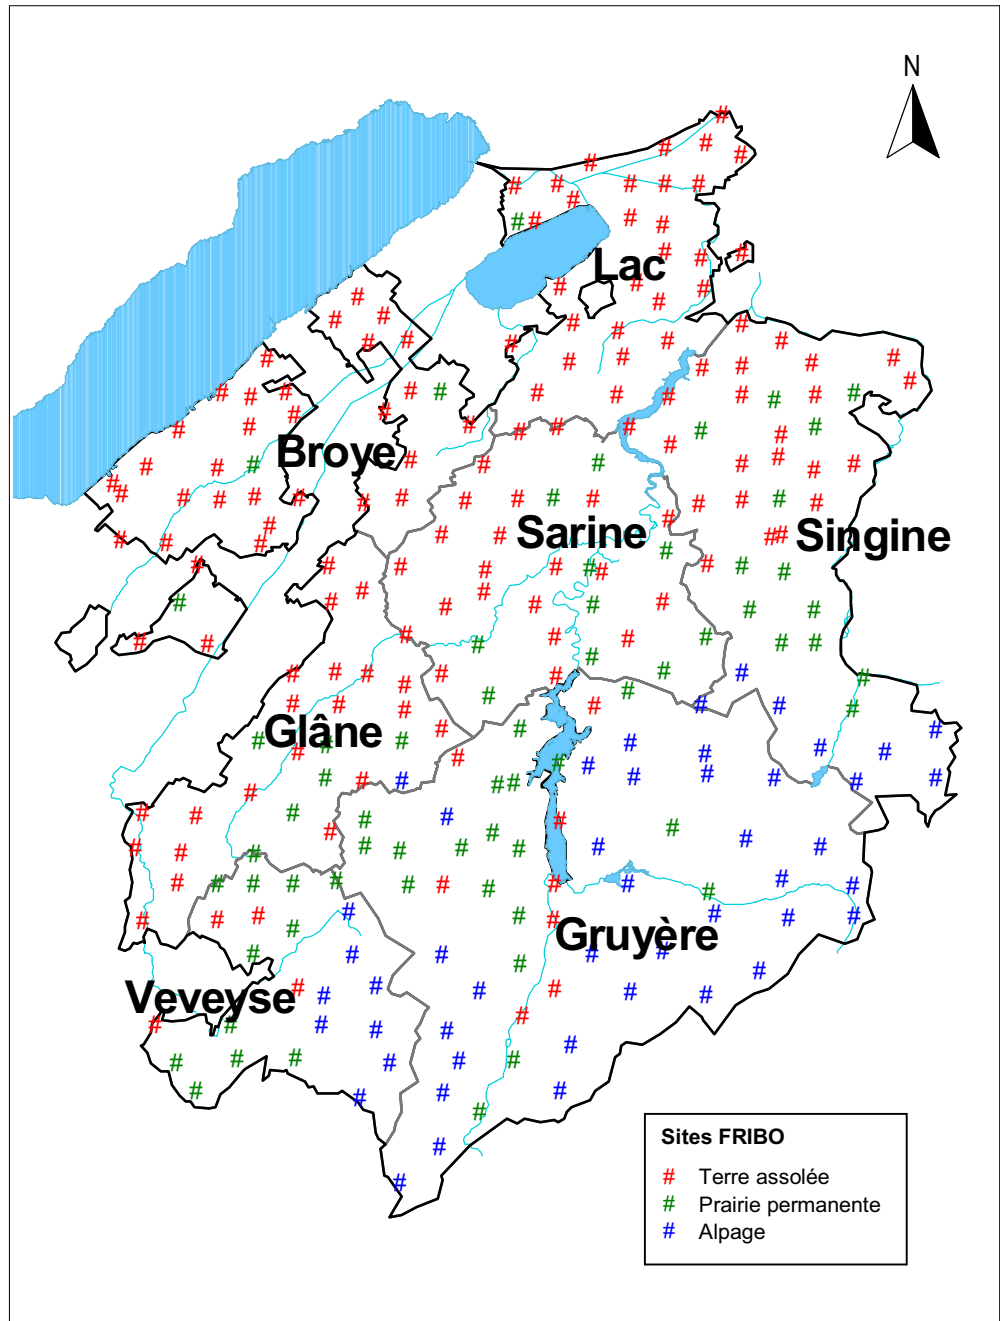 N
Lac
Broye
Sarine
Singine
Glâne
Gruyère
Veveyse
Sites FRIBO
# Terre assolée
# Prairie permanente
# Alpage